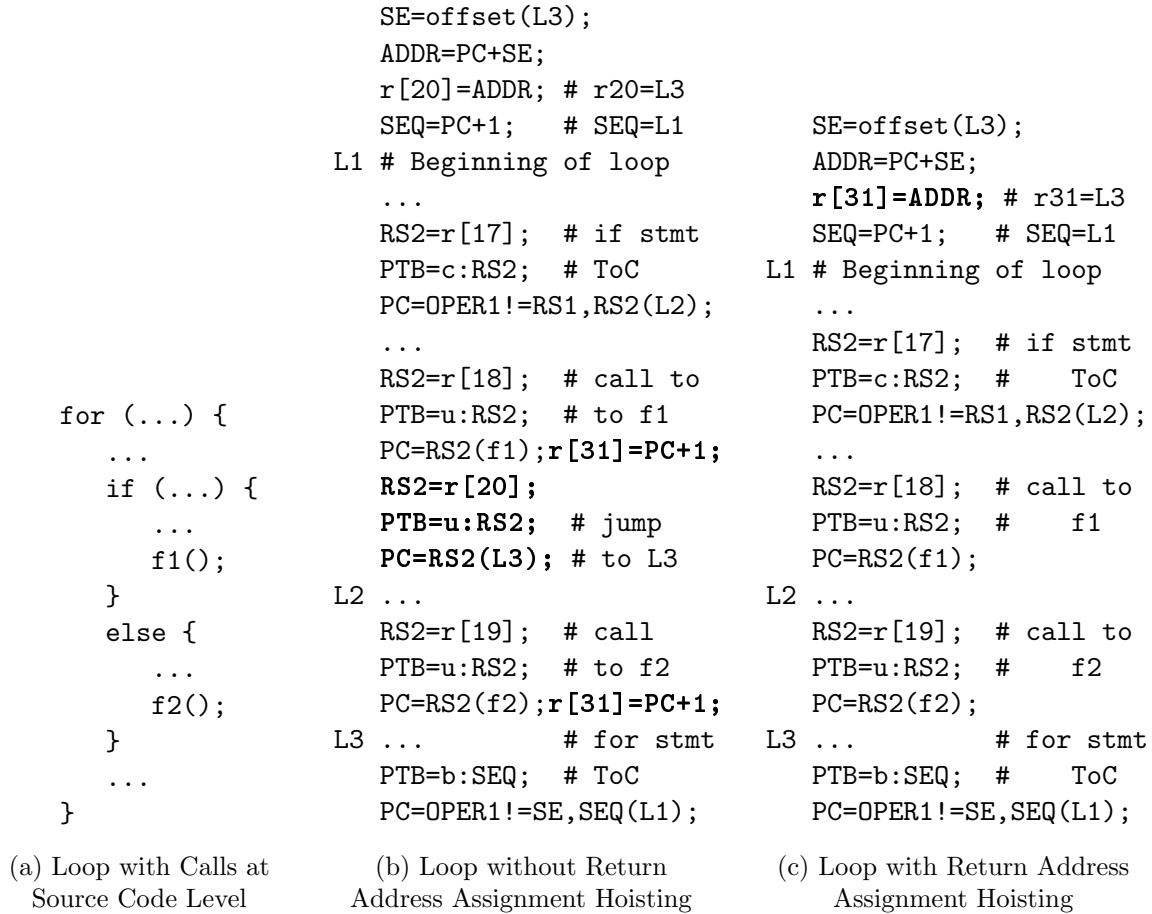 for (...) {
...
if (...) {
...
f1();
}
else {
...
f2();
}
...
}
(a) Loop with Calls at
Source Code Level
SE=offset(L3);
ADDR=PC+SE;
r[20]=ADDR; # r20=L3
SEQ=PC+1; # SEQ=L1
L1 # Beginning of loop
...
RS2=r[17]; # if stmt
PTB=c:RS2; # ToC
PC=OPER1!=RS1,RS2(L2);
...
RS2=r[18]; # call to
PTB=u:RS2; # to f1
PC=RS2(f1);r[31]=PC+1;
RS2=r[20];
PTB=u:RS2; # jump
PC=RS2(L3); # to L3
L2 ...
RS2=r[19]; # call
PTB=u:RS2; # to f2
PC=RS2(f2);r[31]=PC+1;
L3 ... # for stmt
PTB=b:SEQ; # ToC
PC=OPER1!=SE,SEQ(L1);
(b) Loop without Return
Address Assignment Hoisting
SE=offset(L3);
ADDR=PC+SE;
r[31]=ADDR; # r31=L3
SEQ=PC+1; # SEQ=L1
L1 # Beginning of loop
...
RS2=r[17]; # if stmt
PTB=c:RS2; # ToC
PC=OPER1!=RS1,RS2(L2);
...
RS2=r[18]; # call to
PTB=u:RS2; # f1
PC=RS2(f1);
L2 ...
RS2=r[19]; # call to
PTB=u:RS2; # f2
PC=RS2(f2);
L3 ... # for stmt
PTB=b:SEQ; # ToC
PC=OPER1!=SE,SEQ(L1);
(c) Loop with Return Address
Assignment Hoisting